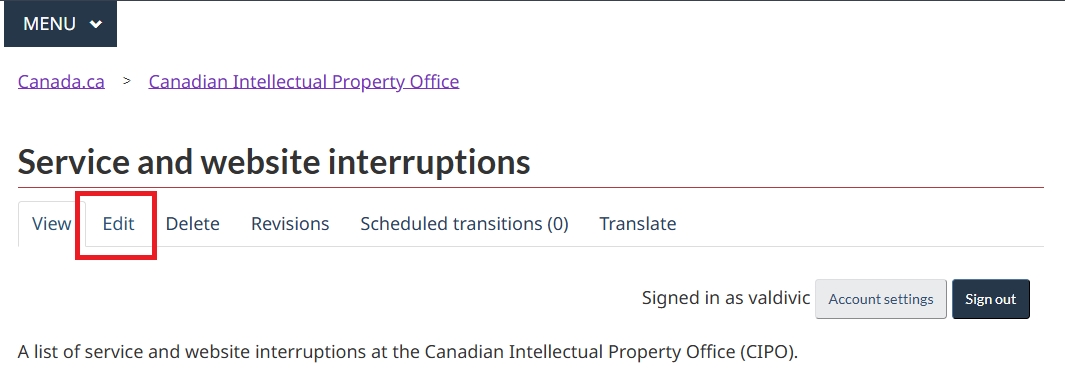 MENU
Canada.ca > Canadian Intellectual Property Office
Service and website interruptions
View Edit Delete Revisions Scheduled transitions (0) Translate
Signed in as valdivic Account settings Sign out
A list of service and website interruptions at the Canadian Intellectual Property Office (CIPO).